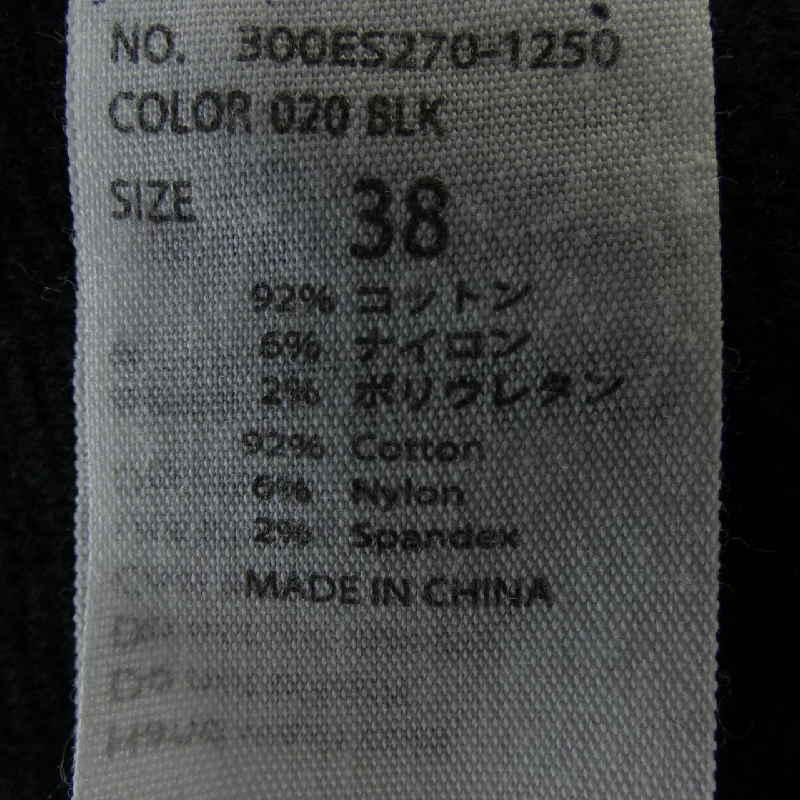 NO. 300ES270-1250
COLOR 020 BLK
SIZE 38
92% コットン
6% ナイロン
2% ポリウレタン
92% Cotton
6% Nylon
2% Spandex
MADE IN CHINA